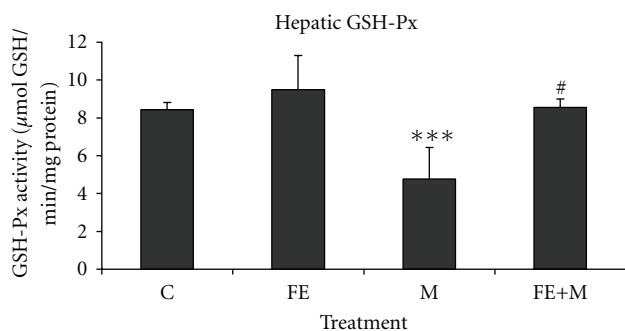 Hepatic GSH-Px
GSH-Px activity (µmol GSH/
min/mg protein)
12
10
8
6
4
2
0
***
#
C FE M FE+M
Treatment